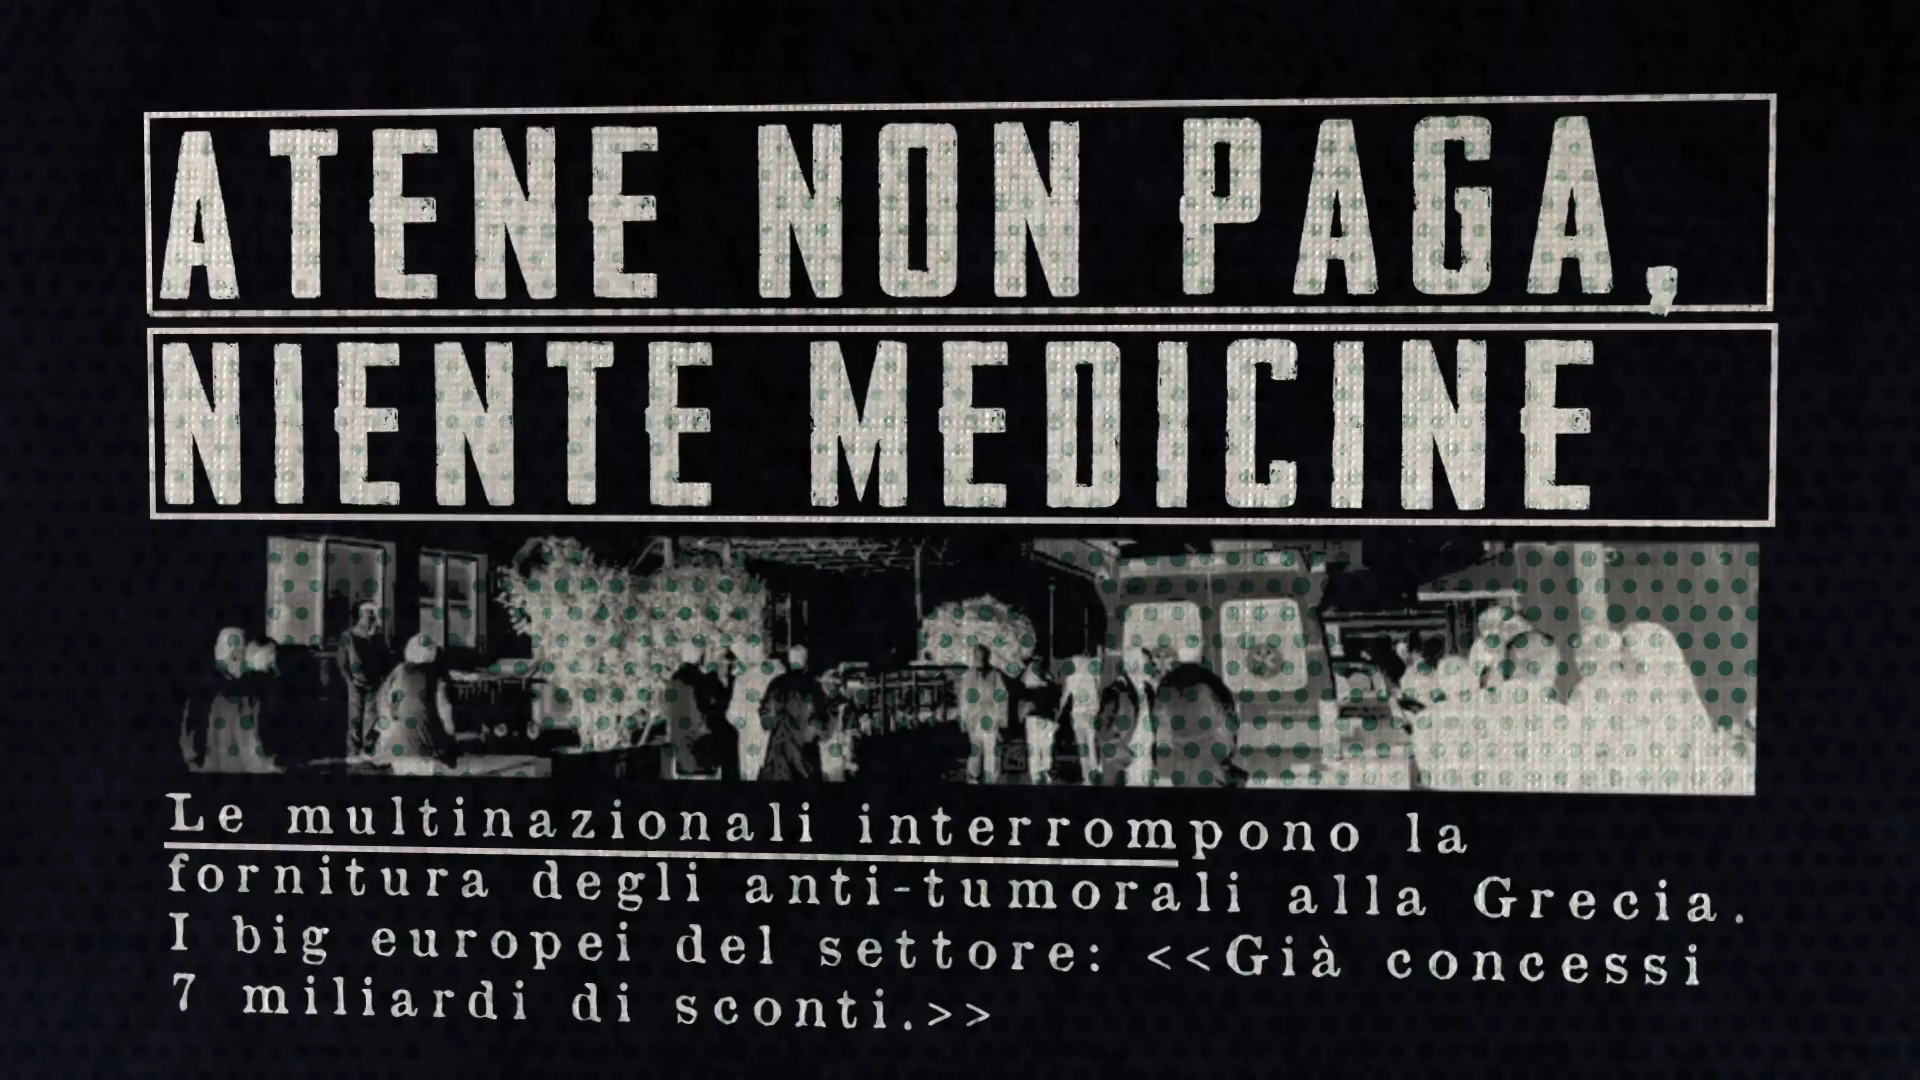 ATENE NON PAGA,
NIENTE MEDICINE
Le multinazionali interrompono la
fornitura degli anti-tumorali alla Grecia.
I big europei del settore: <<Già concessi
7 miliardi di sconti.>>